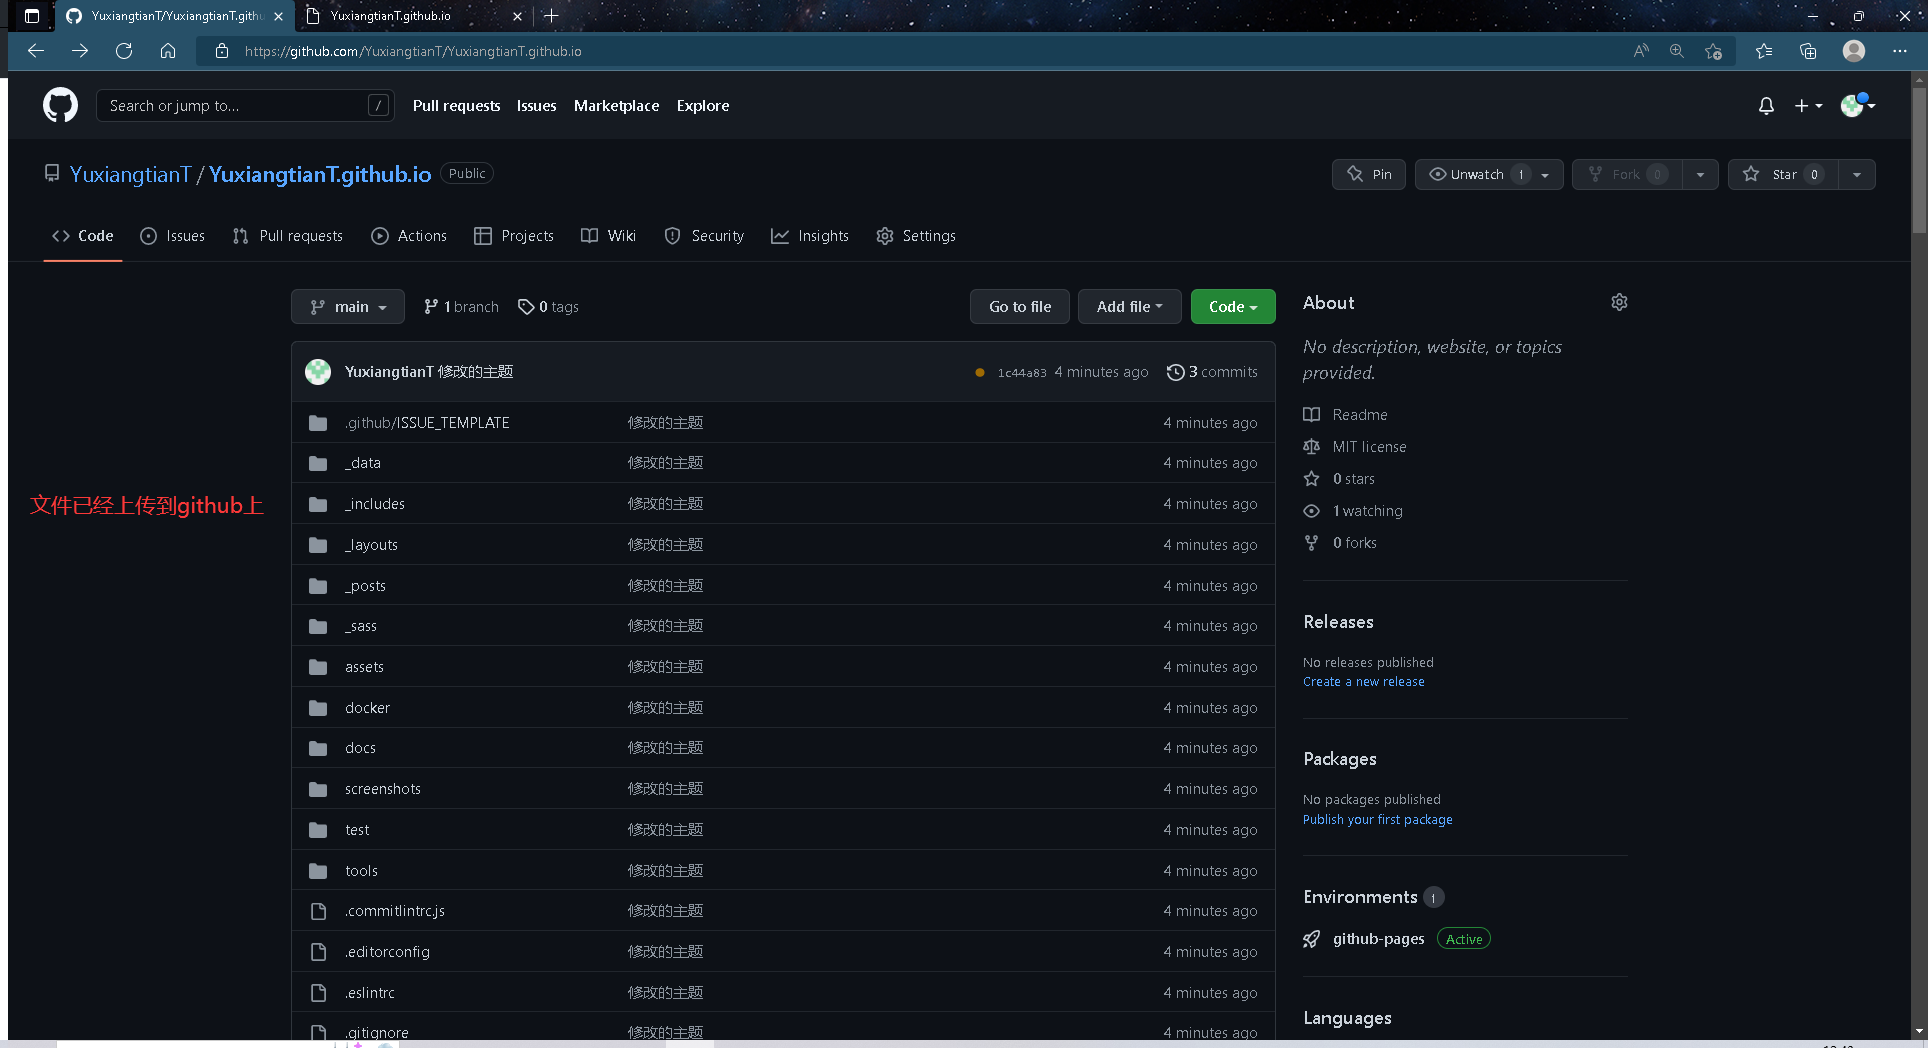 YuxiangtianT/YuxiangtianT.githu
YuxiangtianT.github.io
https://github.com/YuxiangtianT/YuxiangtianT.github.io
Search or jump to... /
Pull requests Issues Marketplace Explore
YuxiangtianT / YuxiangtianT.github.io Public
Pin Unwatch 1 Fork 0 Star 0
Code Issues Pull requests Actions Projects Wiki Security Insights Settings
main 1 branch 0 tags Go to file Add file Code
YuxiangtianT 修改的主题 1c44a83 4 minutes ago 3 commits
.github/ISSUE_TEMPLATE 修改的主题 4 minutes ago
_data 修改的主题 4 minutes ago
_includes 修改的主题 4 minutes ago
_layouts 修改的主题 4 minutes ago
_posts 修改的主题 4 minutes ago
_sass 修改的主题 4 minutes ago
assets 修改的主题 4 minutes ago
docker 修改的主题 4 minutes ago
docs 修改的主题 4 minutes ago
screenshots 修改的主题 4 minutes ago
test 修改的主题 4 minutes ago
tools 修改的主题 4 minutes ago
.commitlintrc.js 修改的主题 4 minutes ago
.editorconfig 修改的主题 4 minutes ago
.eslintrc 修改的主题 4 minutes ago
.gitignore 修改的主题 4 minutes ago
文件已经上传到github上
About
No description, website, or topics
provided.
Readme
MIT license
0 stars
1 watching
0 forks
Releases
No releases published
Create a new release
Packages
No packages published
Publish your first package
Environments 1
github-pages Active
Languages